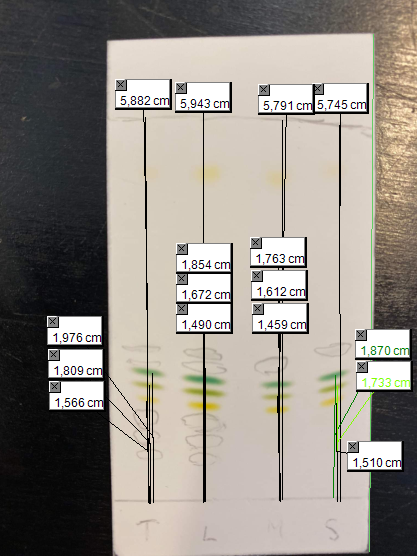 5,882 cm 5,943 cm 5,791 cm 5,745 cm
1,854 cm 1,763 cm
1,672 cm 1,612 cm
1,490 cm 1,459 cm
1,976 cm 1,870 cm
1,809 cm 1,733 cm
1,566 cm
1,510 cm
T L H S